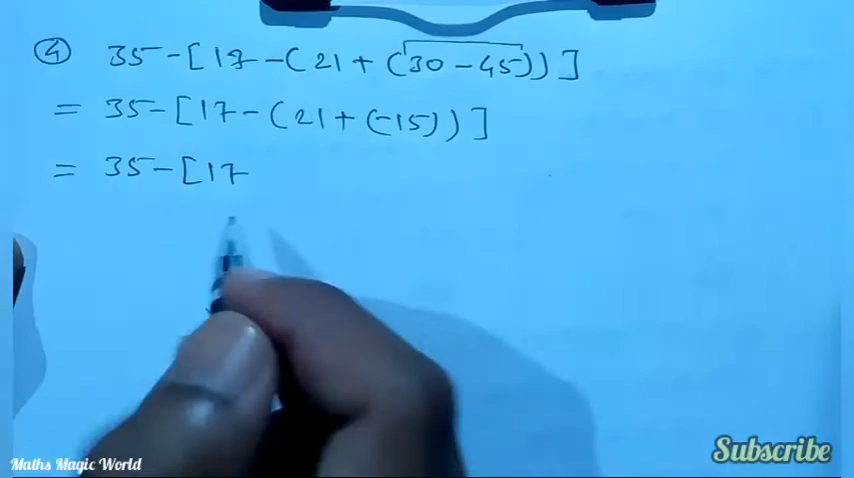 ④ 35-[17-(21+(30-45))]
= 35-[17-(21+(-15))]
= 35-[17
Subscribe
Maths Magic World